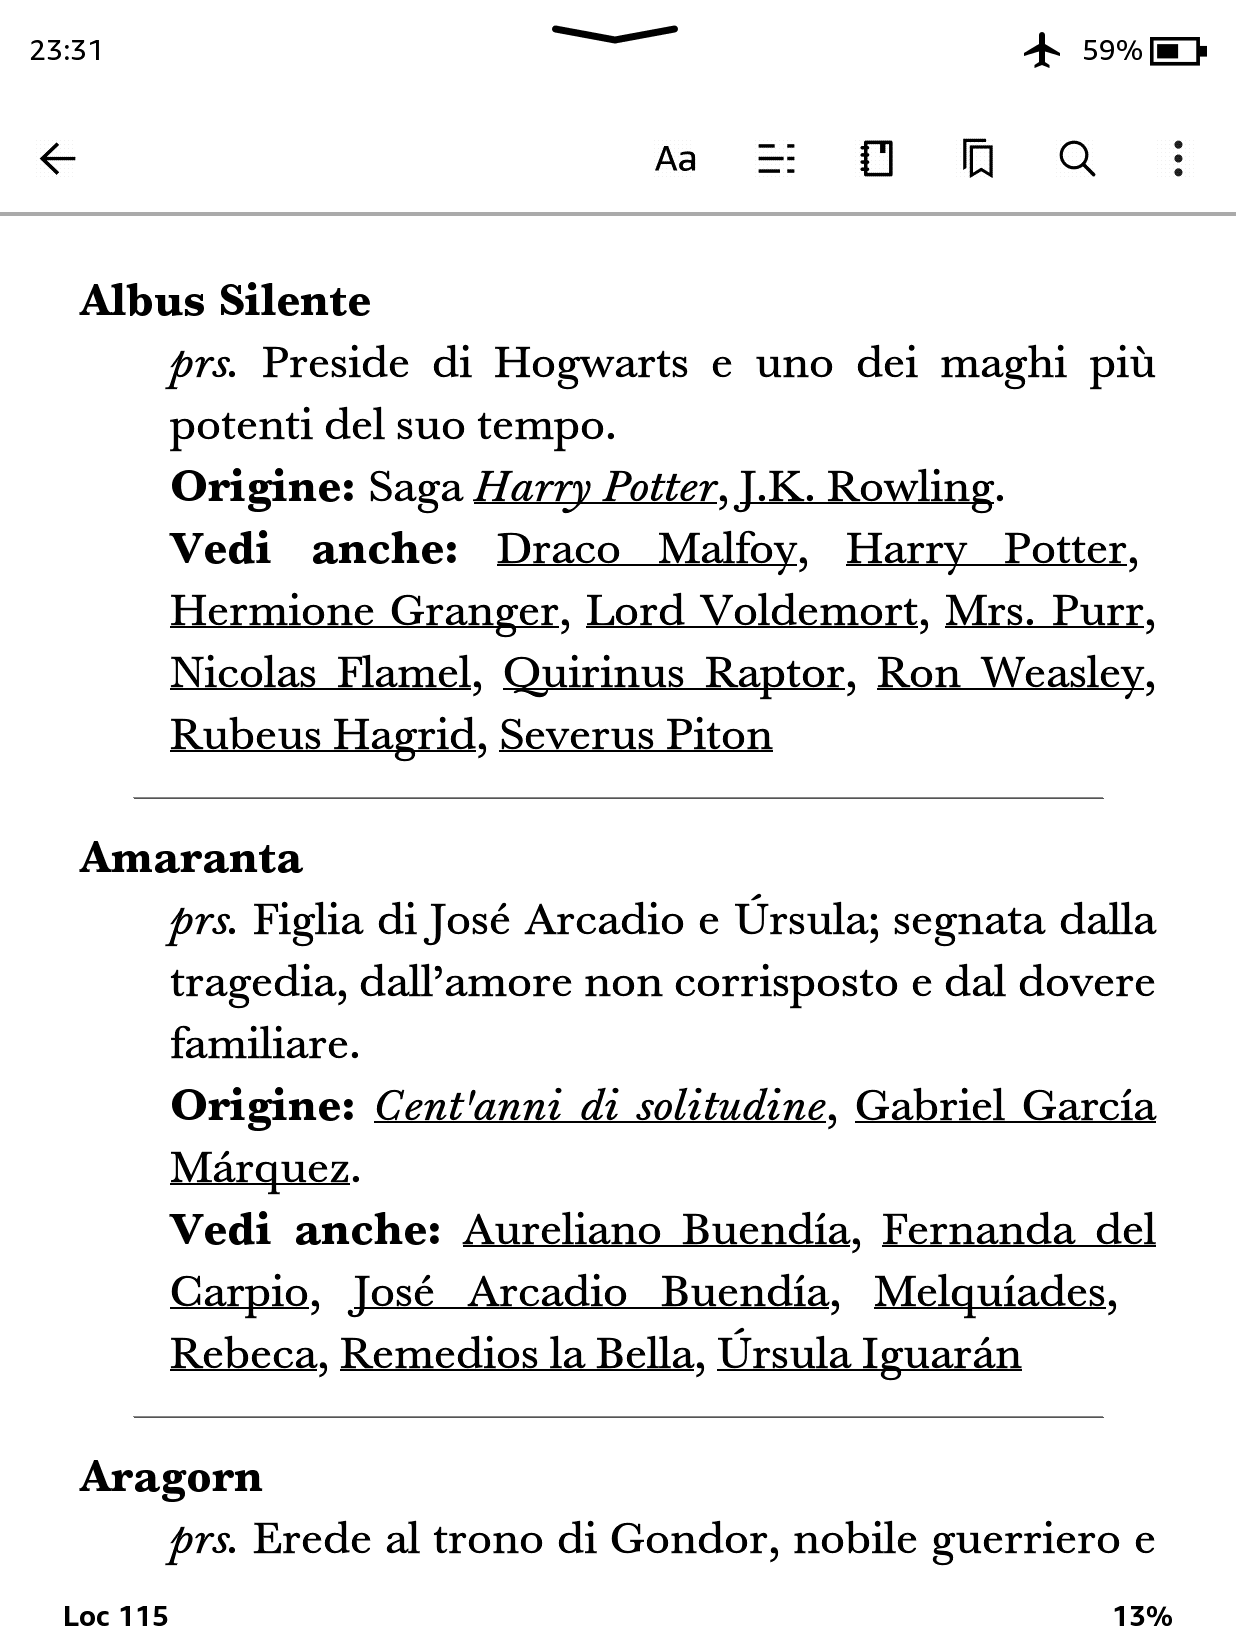 23:31
59%
Aa
Albus Silente
prs. Preside di Hogwarts e uno dei maghi più
potenti del suo tempo.
Origine: Saga Harry Potter, J.K. Rowling.
Vedi anche: Draco Malfoy, Harry Potter,
Hermione Granger, Lord Voldemort, Mrs. Purr,
Nicolas Flamel, Quirinus Raptor, Ron Weasley,
Rubeus Hagrid, Severus Piton
Amaranta
prs. Figlia di José Arcadio e Úrsula; segnata dalla
tragedia, dall’amore non corrisposto e dal dovere
familiare.
Origine: Cent'anni di solitudine, Gabriel García
Márquez.
Vedi anche: Aureliano Buendía, Fernanda del
Carpio, José Arcadio Buendía, Melquíades,
Rebeca, Remedios la Bella, Úrsula Iguarán
Aragorn
prs. Erede al trono di Gondor, nobile guerriero e
Loc 115
13%